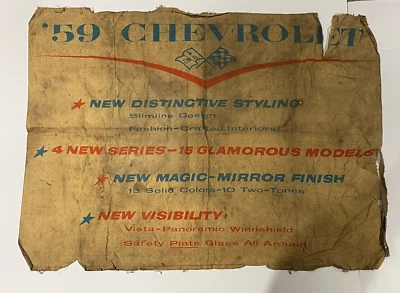 '59 CHEVROLET
NEW DISTINCTIVE STYLING
Slimline Design
Fashion-Crafted Interiors!
4 NEW SERIES-15 GLAMOROUS MODELS
NEW MAGIC-MIRROR FINISH
13 Solid Colors-10 Two-Tones
NEW VISIBILITY
Vista-Panoramic Windshield
Safety Plate Glass All Around